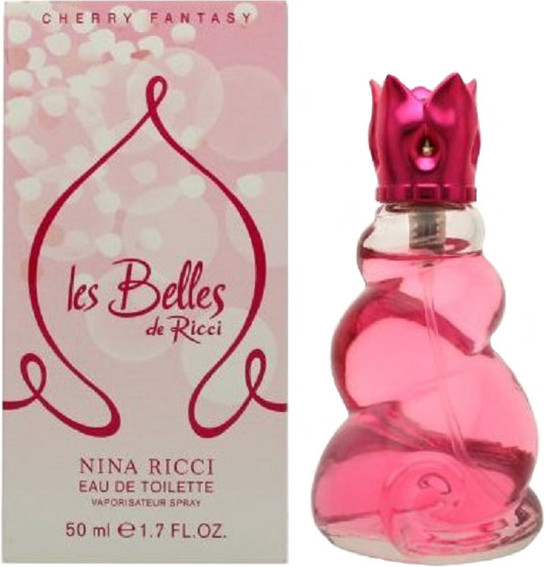 CHERRY FANTASY
les Belles
de Ricci
NINA RICCI
EAU DE TOILETTE
VAPORISATEUR SPRAY
50 ml ℮ 1.7 FL.OZ.